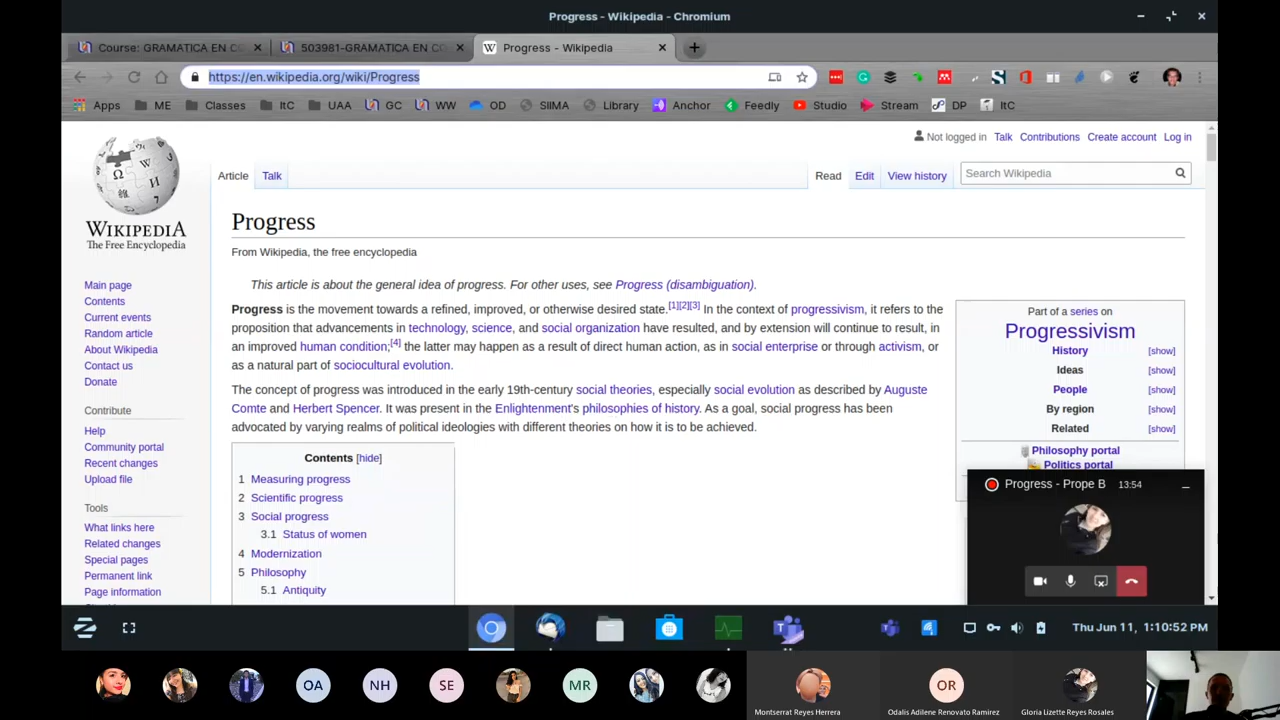 Progress - Wikipedia - Chromium
Course: GRAMATICA EN CO
503981-GRAMATICA EN CO
W Progress - Wikipedia
https://en.wikipedia.org/wiki/Progress
Apps ME Classes ItC UAA GC WW OD SIIMA Library Anchor Feedly Studio Stream DP ItC
Not logged in Talk Contributions Create account Log in
Article Talk Read Edit View history Search Wikipedia
WIKIPEDIA
The Free Encyclopedia
Main page
Contents
Current events
Random article
About Wikipedia
Contact us
Donate
Contribute
Help
Community portal
Recent changes
Upload file
Tools
What links here
Related changes
Special pages
Permanent link
Page information
Progress
From Wikipedia, the free encyclopedia
This article is about the general idea of progress. For other uses, see Progress (disambiguation).
Progress is the movement towards a refined, improved, or otherwise desired state.[1][2][3] In the context of progressivism, it refers to the
proposition that advancements in technology, science, and social organization have resulted, and by extension will continue to result, in
an improved human condition;[4] the latter may happen as a result of direct human action, as in social enterprise or through activism, or
as a natural part of sociocultural evolution.
The concept of progress was introduced in the early 19th-century social theories, especially social evolution as described by Auguste
Comte and Herbert Spencer. It was present in the Enlightenment's philosophies of history. As a goal, social progress has been
advocated by varying realms of political ideologies with different theories on how it is to be achieved.
Contents [hide]
1 Measuring progress
2 Scientific progress
3 Social progress
3.1 Status of women
4 Modernization
5 Philosophy
5.1 Antiquity
Part of a series on
Progressivism
History [show]
Ideas [show]
People [show]
By region [show]
Related [show]
Philosophy portal
Politics portal
Progress - Prope B 13:54
Thu Jun 11, 1:10:52 PM
OA NH SE MR OR
Montserrat Reyes Herrera
Odalis Adilene Renovato Ramirez
Gloria Lizette Reyes Rosales